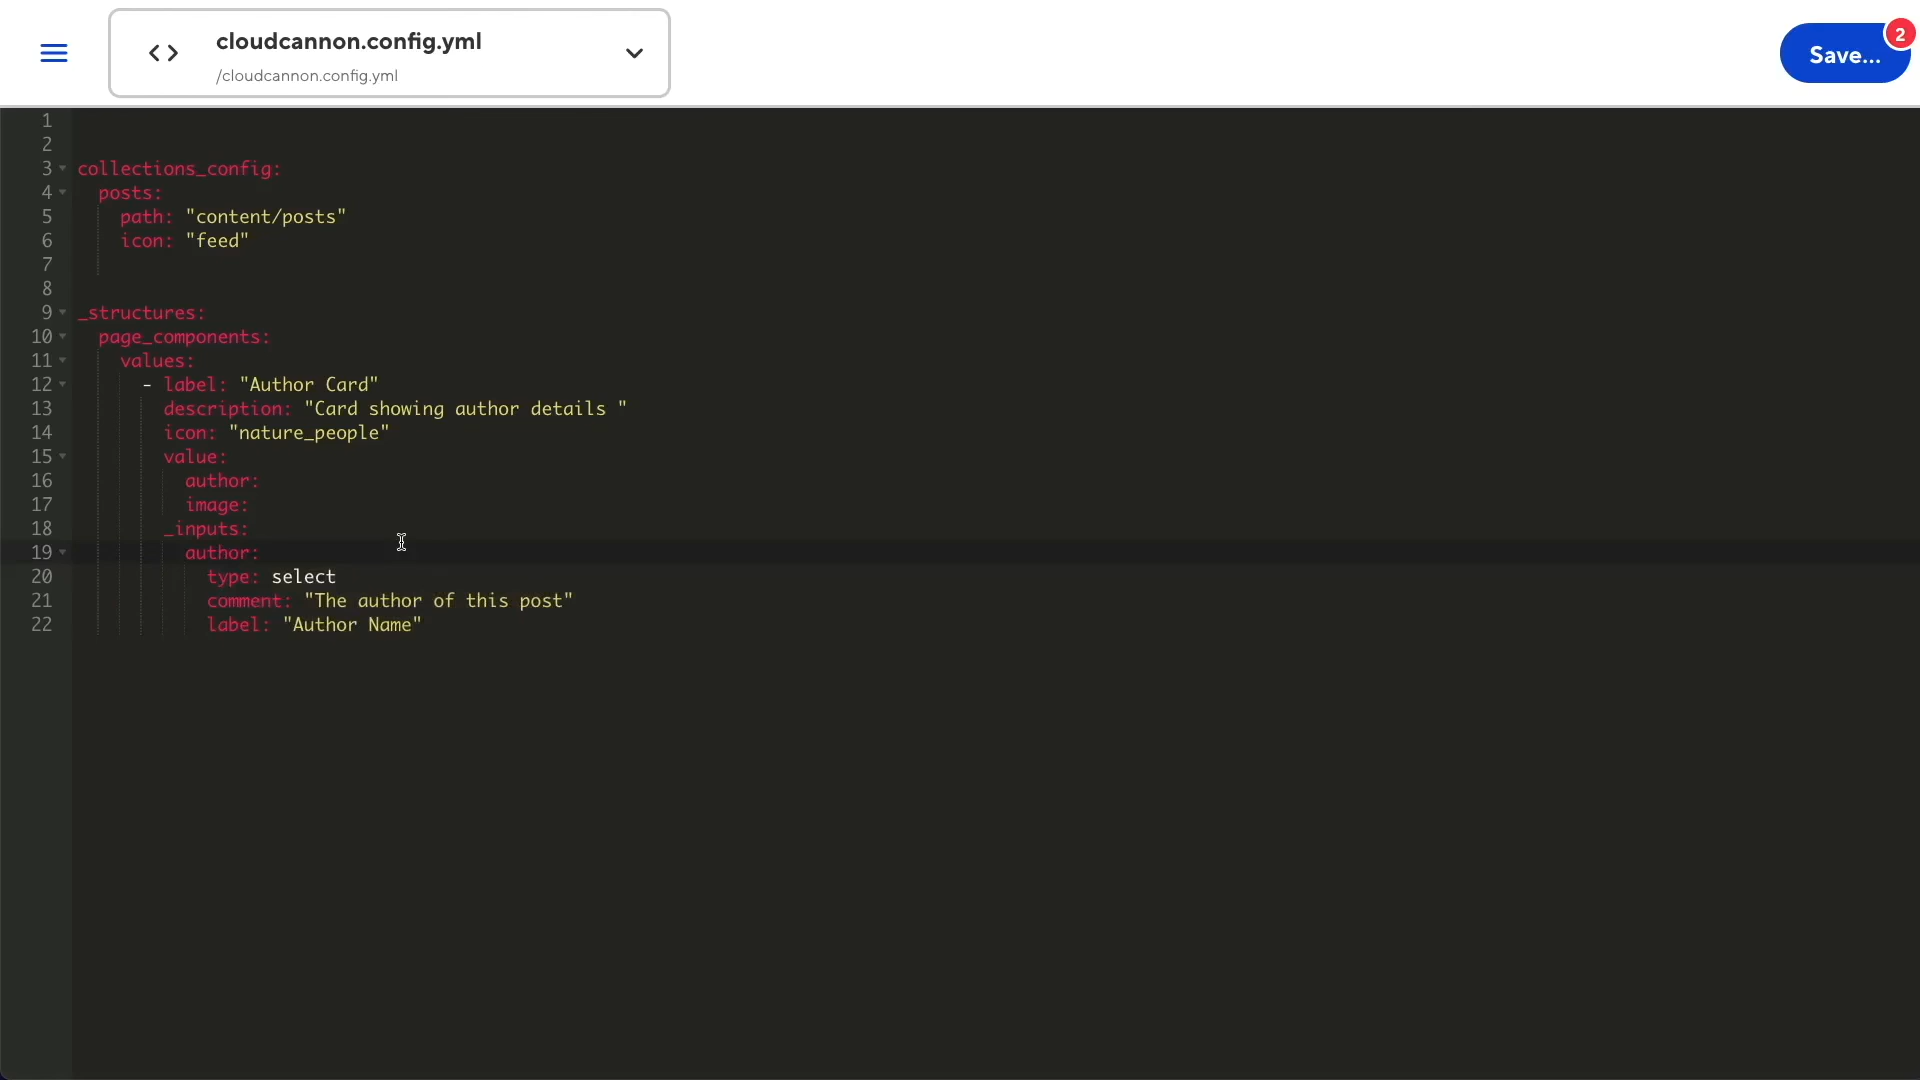 cloudcannon.config.yml
/cloudcannon.config.yml
Save...
2
1
2
3 collections_config:
4   posts:
5     path: "content/posts"
6     icon: "feed"
7
8
9 _structures:
10   page_components:
11     values:
12       - label: "Author Card"
13         description: "Card showing author details "
14         icon: "nature_people"
15         value:
16           author:
17           image:
18         _inputs:
19           author:
20             type: select
21             comment: "The author of this post"
22             label: "Author Name"